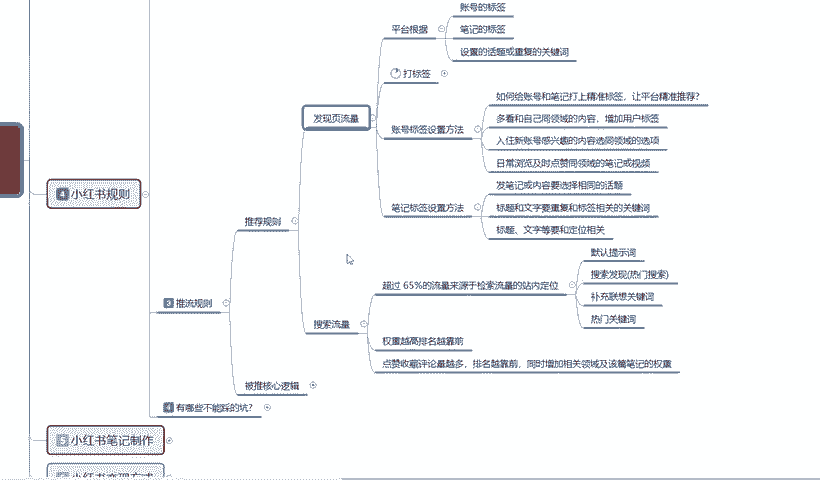 账号的标签
平台根据
笔记的标签
设置的话题或重复的关键词
打标签
发现页流量
如何给账号和笔记打上精准标签，让平台精准推荐？
多看和自己同领域的内容，增加用户标签
账号标签设置方法
入住新账号感兴趣的内容选同领域的选项
日常浏览及时点赞同领域的笔记或视频
4 小红书规则
发笔记或内容要选择相同的话题
笔记标签设置方法
标题和文字要重复和标签相关的关键词
标题、文字等要和定位相关
推荐规则
默认提示词
搜索发现(热门搜索)
超过 65%的流量来源于检索流量的站内定位
补充联想关键词
热门关键词
3 推流规则
搜索流量
权重越高排名越靠前
点赞收藏评论量越多，排名越靠前，同时增加相关领域及该篇笔记的权重
被推核心逻辑
4 有哪些不能踩的坑？
5 小红书笔记制作
小红书变现方式